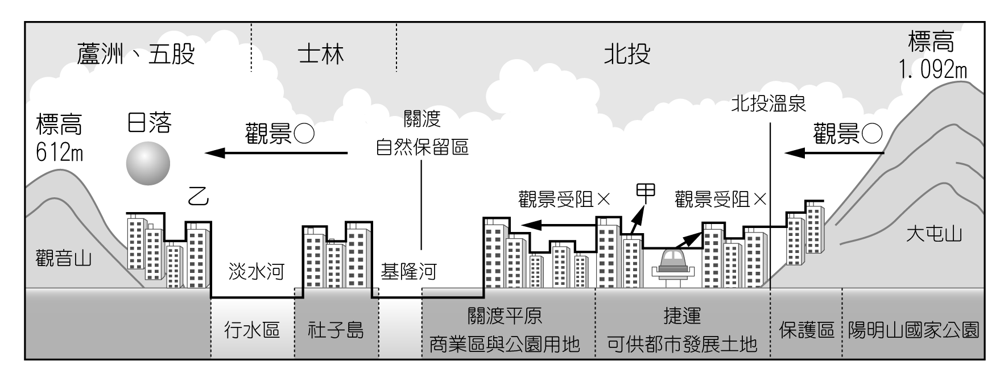 蘆洲、五股
士林
北投
標高
1.092m
標高
612m
日落
觀景○
關渡
自然保留區
北投溫泉
觀景○
乙
觀景受阻×
甲
觀景受阻×
觀音山
淡水河
基隆河
大屯山
行水區
社子島
關渡平原
商業區與公園用地
捷運
可供都市發展土地
保護區
陽明山國家公園